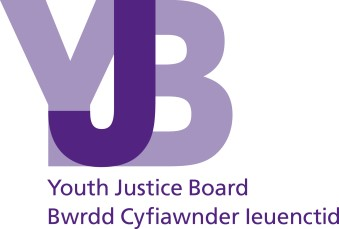 YJB
Youth Justice Board
Bwrdd Cyfiawnder Ieuenctid